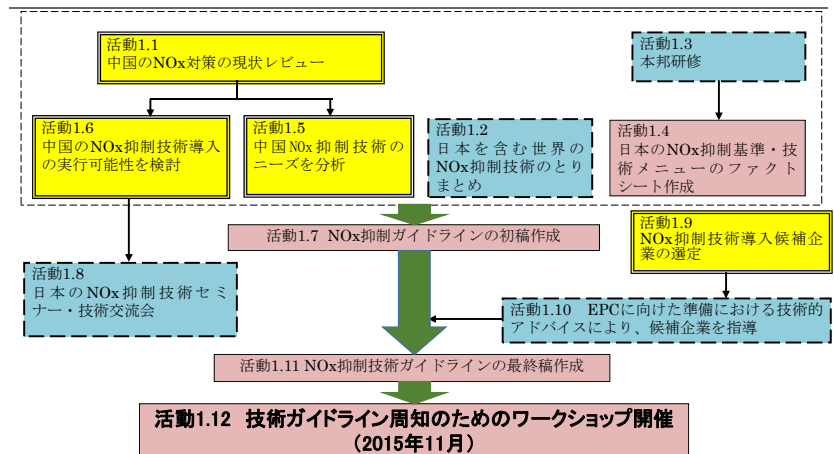 活動1.1
中国のNOx対策の現状レビュー
活動1.3
本邦研修
活動1.6
中国のNOx抑制技術導入
の実行可能性を検討
活動1.5
中国NOx抑制技術の
ニーズを分析
活動1.2
日本を含む世界の
NOx抑制技術のとり
まとめ
活動1.4
日本のNOx抑制基準・技
術メニューのファクト
シート作成
活動1.7 NOx抑制ガイドラインの初稿作成
活動1.9
NOx抑制技術導入候補企
業の選定
活動1.8
日本のNOx抑制技術セミ
ナー・技術交流会
活動1.10 EPCに向けた準備における技術的
アドバイスにより、候補企業を指導
活動1.11 NOx抑制技術ガイドラインの最終稿作成
活動1.12 技術ガイドライン周知のためのワークショップ開催
（2015年11月）